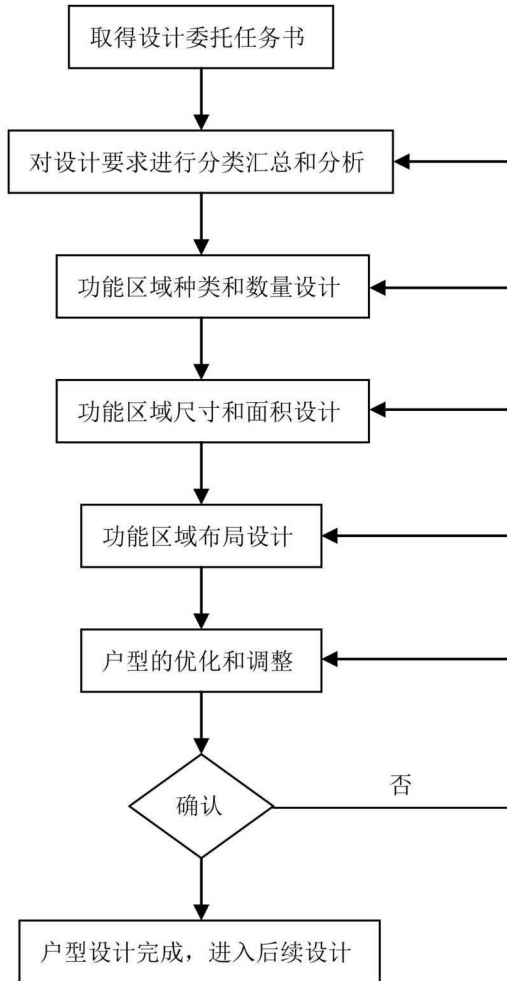 取得设计委托任务书
对设计要求进行分类汇总和分析
功能区域种类和数量设计
功能区域尺寸和面积设计
功能区域布局设计
户型的优化和调整
确认
否
户型设计完成，进入后续设计